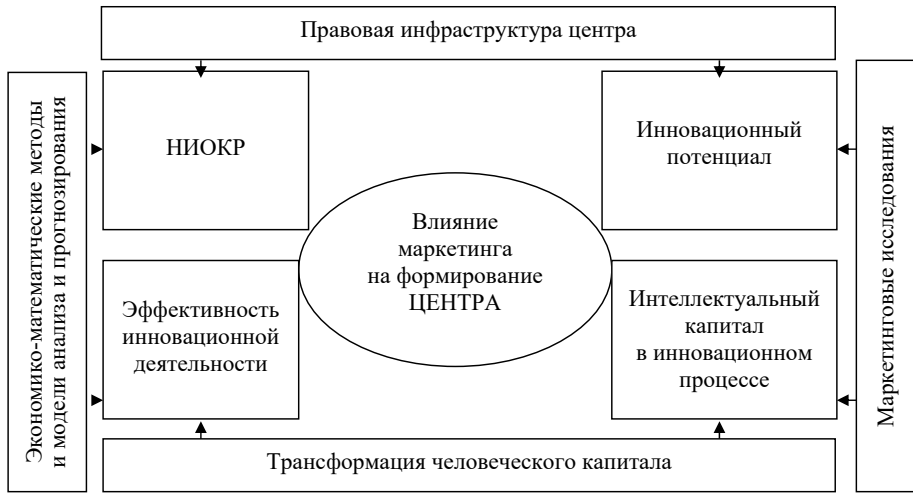 Правовая инфраструктура центра
Экономико-математические методы
и модели анализа и прогнозирования
НИОКР
Инновационный
потенциал
Маркетинговые исследования
Влияние
маркетинга
на формирование
ЦЕНТРА
Эффективность
инновационной
деятельности
Интеллектуальный
капитал
в инновационном
процессе
Трансформация человеческого капитала